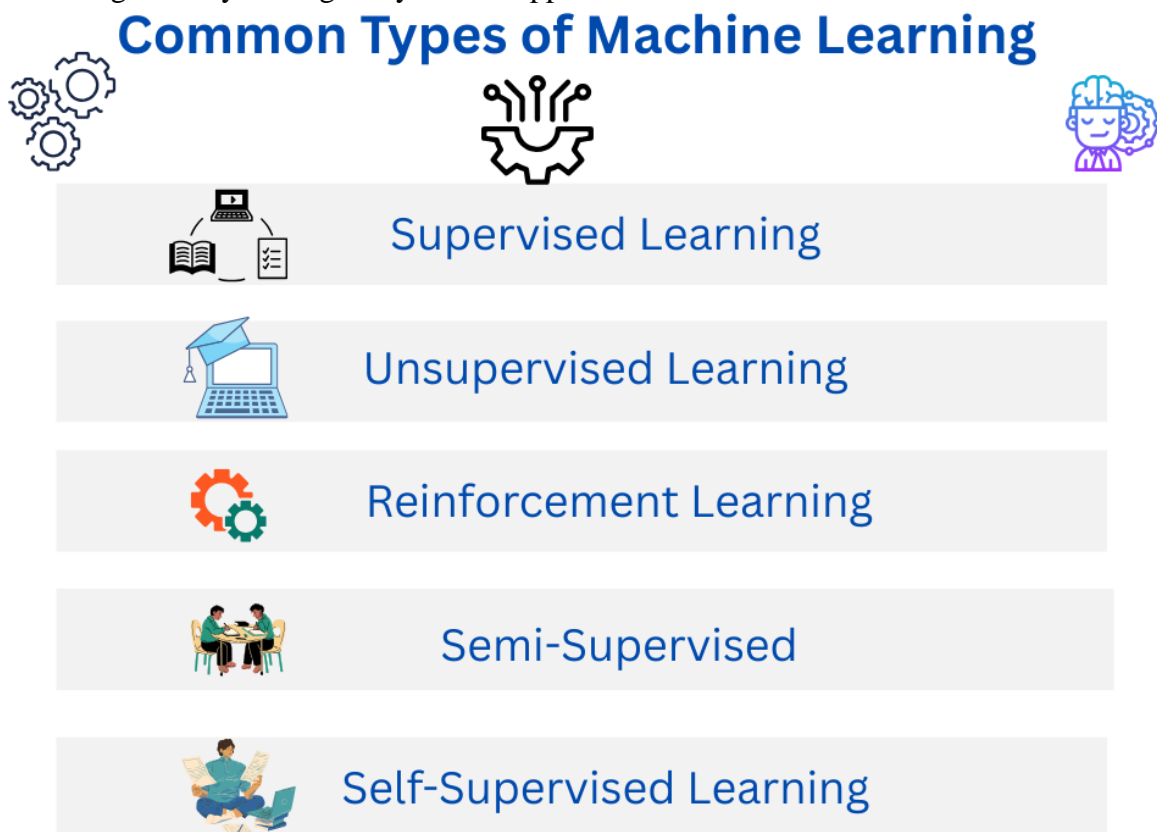 Common Types of Machine Learning
Supervised Learning
Unsupervised Learning
Reinforcement Learning
Semi-Supervised
Self-Supervised Learning